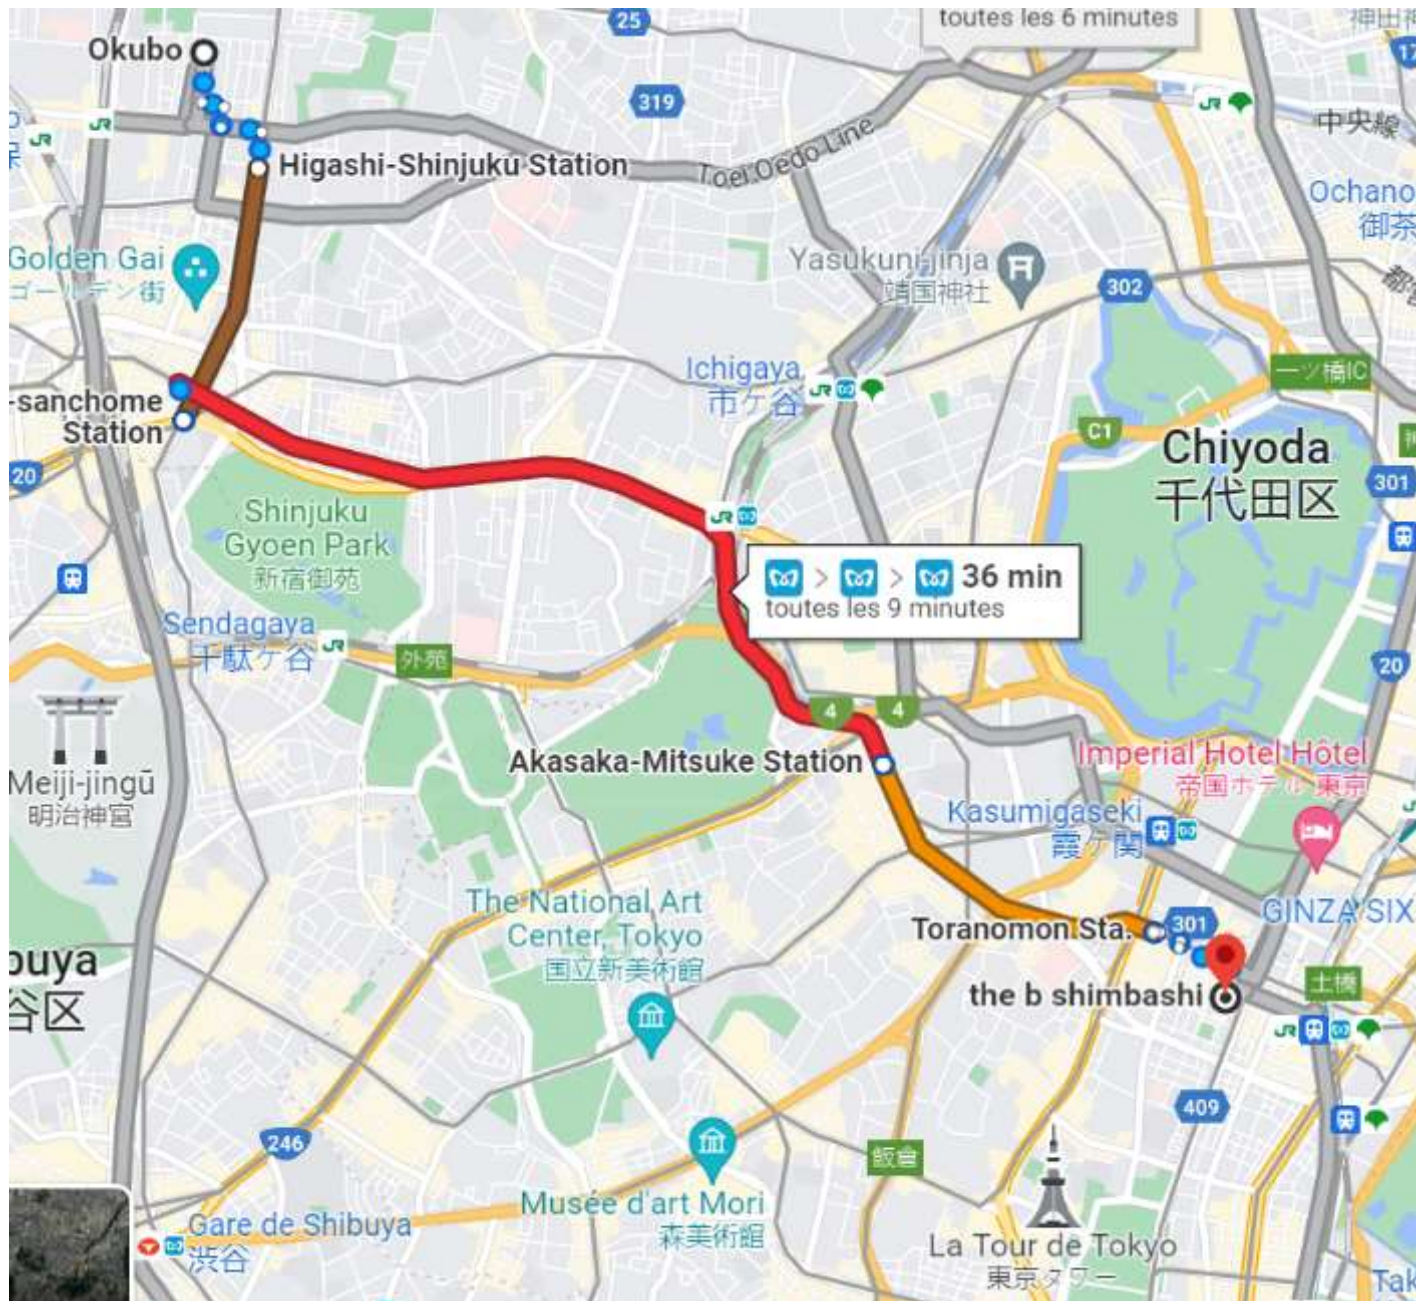 toutes les 6 minutes
25
Okubo
319
中央線
Higashi-Shinjuku Station
Toei Oedo Line
Ochano
御茶
Golden Gai
ゴールデン街
Yasukuni-jinja
靖国神社
302
Ichigaya
市ケ谷
一ツ橋IC
-sanchome
Station
C1
Chiyoda
千代田区
20
301
Shinjuku
Gyoen Park
新宿御苑
> > 36 min
toutes les 9 minutes
Sendagaya
千駄ケ谷
外苑
20
4
4
Meiji-jingū
明治神宮
Akasaka-Mitsuke Station
Imperial Hotel Hôtel
帝国ホテル 東京
Kasumigaseki
霞ケ関
The National Art
Center, Tokyo
国立新美術館
Toranomon Sta.
301
GINZA SIX
buya
谷区
the b shimbashi
土橋
409
246
飯倉
Musée d'art Mori
森美術館
Gare de Shibuya
渋谷
La Tour de Tokyo
東京タワー
Tak